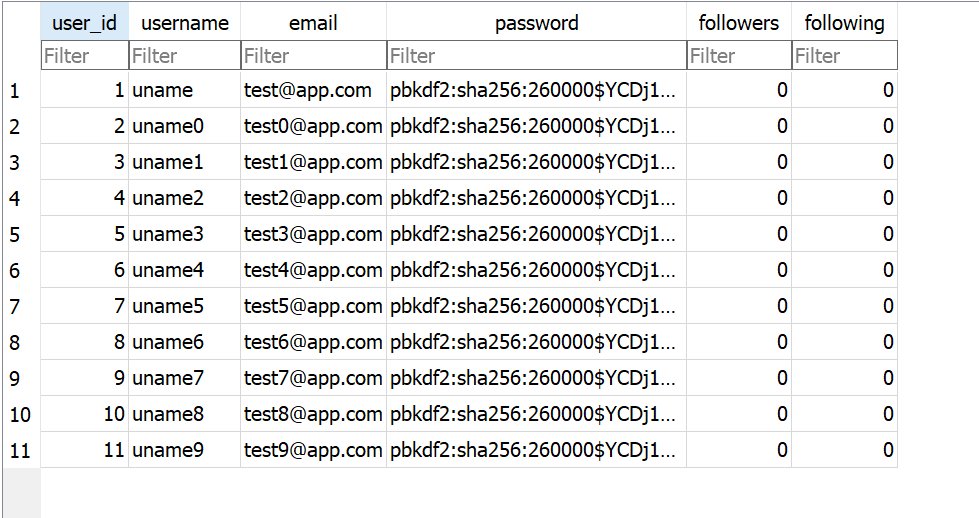 user_id username email password followers following
Filter Filter Filter Filter Filter Filter
1 1 uname test@app.com pbkdf2:sha256:260000$YCDj1... 0 0
2 2 uname0 test0@app.com pbkdf2:sha256:260000$YCDj1... 0 0
3 3 uname1 test1@app.com pbkdf2:sha256:260000$YCDj1... 0 0
4 4 uname2 test2@app.com pbkdf2:sha256:260000$YCDj1... 0 0
5 5 uname3 test3@app.com pbkdf2:sha256:260000$YCDj1... 0 0
6 6 uname4 test4@app.com pbkdf2:sha256:260000$YCDj1... 0 0
7 7 uname5 test5@app.com pbkdf2:sha256:260000$YCDj1... 0 0
8 8 uname6 test6@app.com pbkdf2:sha256:260000$YCDj1... 0 0
9 9 uname7 test7@app.com pbkdf2:sha256:260000$YCDj1... 0 0
10 10 uname8 test8@app.com pbkdf2:sha256:260000$YCDj1... 0 0
11 11 uname9 test9@app.com pbkdf2:sha256:260000$YCDj1... 0 0